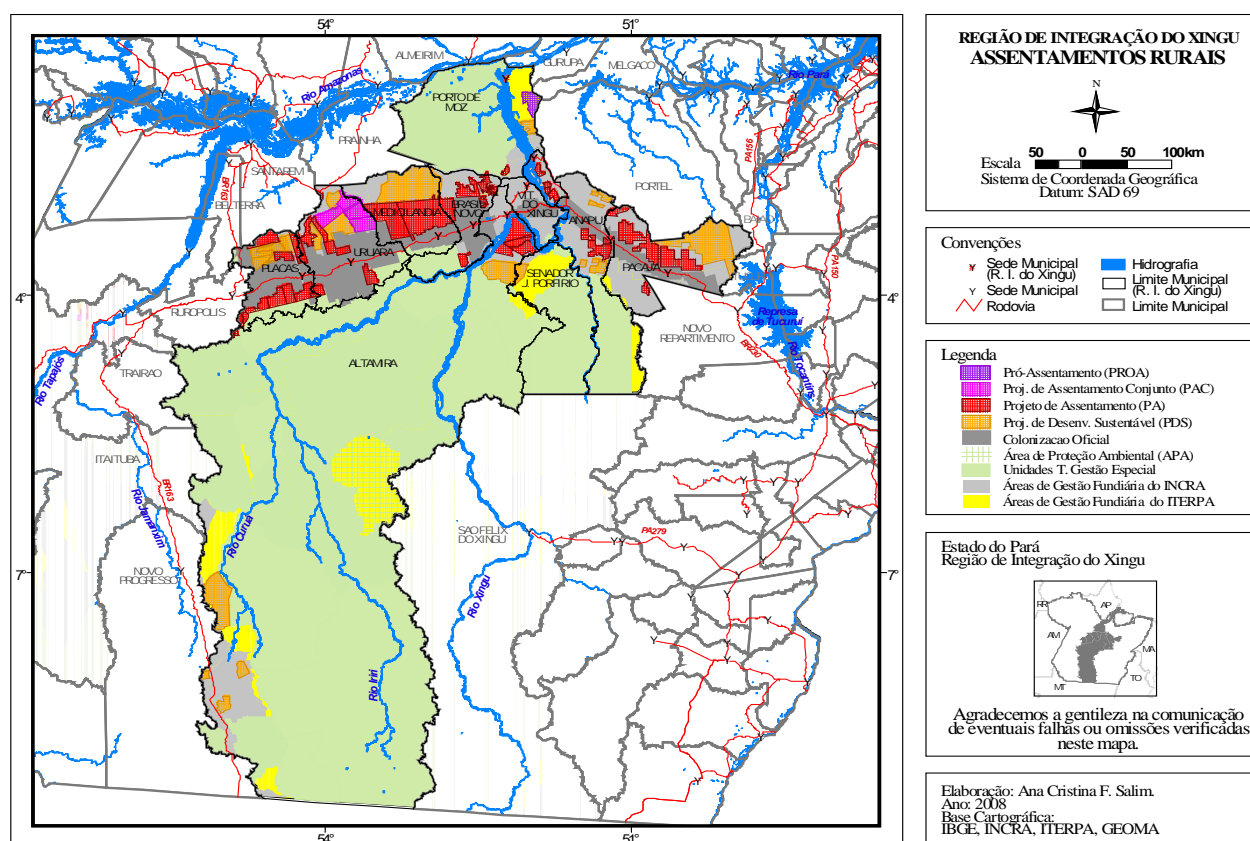 54°
51°
ALMEIRIM
GURUPA
MELGACO
Rio Pará
Rio Amazonas
PORTO DE
MOZ
PRAINHA
PA156
SANTAREM
BR163
BELTERRA
PORTEL
VIT.
DO
XINGU
BRASIL
NOVO
MEDICILANDIA
ANAPU
BAIAO
PA150
URUARA
PLACAS
PACAJA
SENADOR
J. PORFIRIO
4°
4°
RUROPOLIS
Represa
de Tucuruí
NOVO
REPARTIMENTO
BR230
Rio Tocantins
ALTAMIRA
TRAIRAO
Rio Tapajós
ITAITUBA
BR163
Rio Jamanxim
Rio Curuá
SAO FELIX
DO XINGU
PA279
7°
7°
NOVO
PROGRESSO
Rio Xingu
Rio Iriri
54°
51°
REGIÃO DE INTEGRAÇÃO DO XINGU
ASSENTAMENTOS RURAIS
N
Escala
50 0 50 100km
Sistema de Coordenada Geográfica
Datum: SAD 69
Convenções
Sede Municipal
(R. I. do Xingu)
Sede Municipal
Rodovia
Hidrografia
Limite Municipal
(R. I. do Xingu)
Limite Municipal
Legenda
Pró-Assentamento (PROA)
Proj. de Assentamento Conjunto (PAC)
Projeto de Assentamento (PA)
Proj. de Desenv. Sustentável (PDS)
Colonizacao Oficial
Área de Proteção Ambiental (APA)
Unidades T. Gestão Especial
Áreas de Gestão Fundiária do INCRA
Áreas de Gestão Fundiária do ITERPA
Estado do Pará
Região de Integração do Xingu
RR
AP
AM
MA
MT
TO
Agradecemos a gentileza na comunicação
de eventuais falhas ou omissões verificadas
neste mapa.
Elaboração: Ana Cristina F. Salim.
Ano: 2008
Base Cartográfica:
IBGE, INCRA, ITERPA, GEOMA